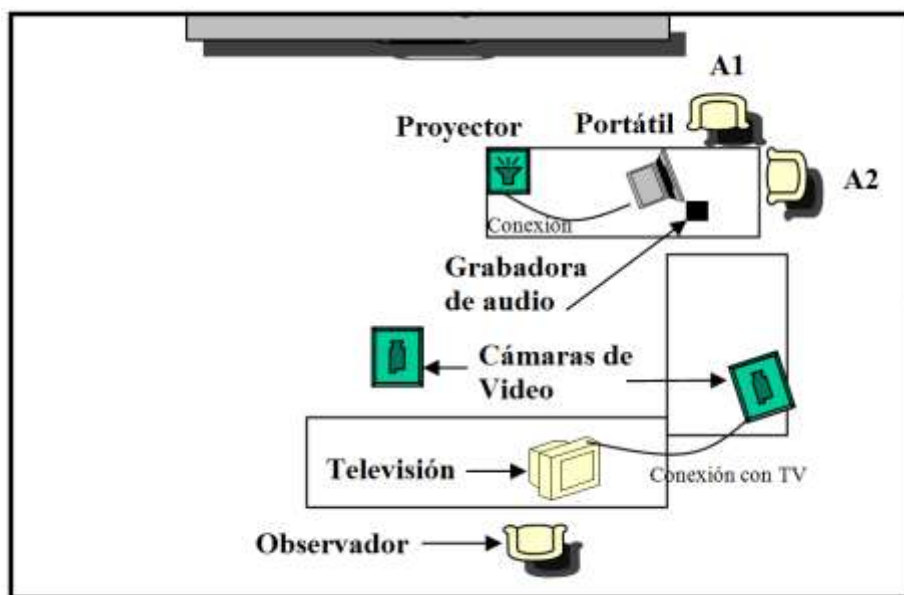 A1
Proyector
Portátil
A2
Conexión
Grabadora
de audio
Cámaras de
Video
Televisión
Conexión con TV
Observador